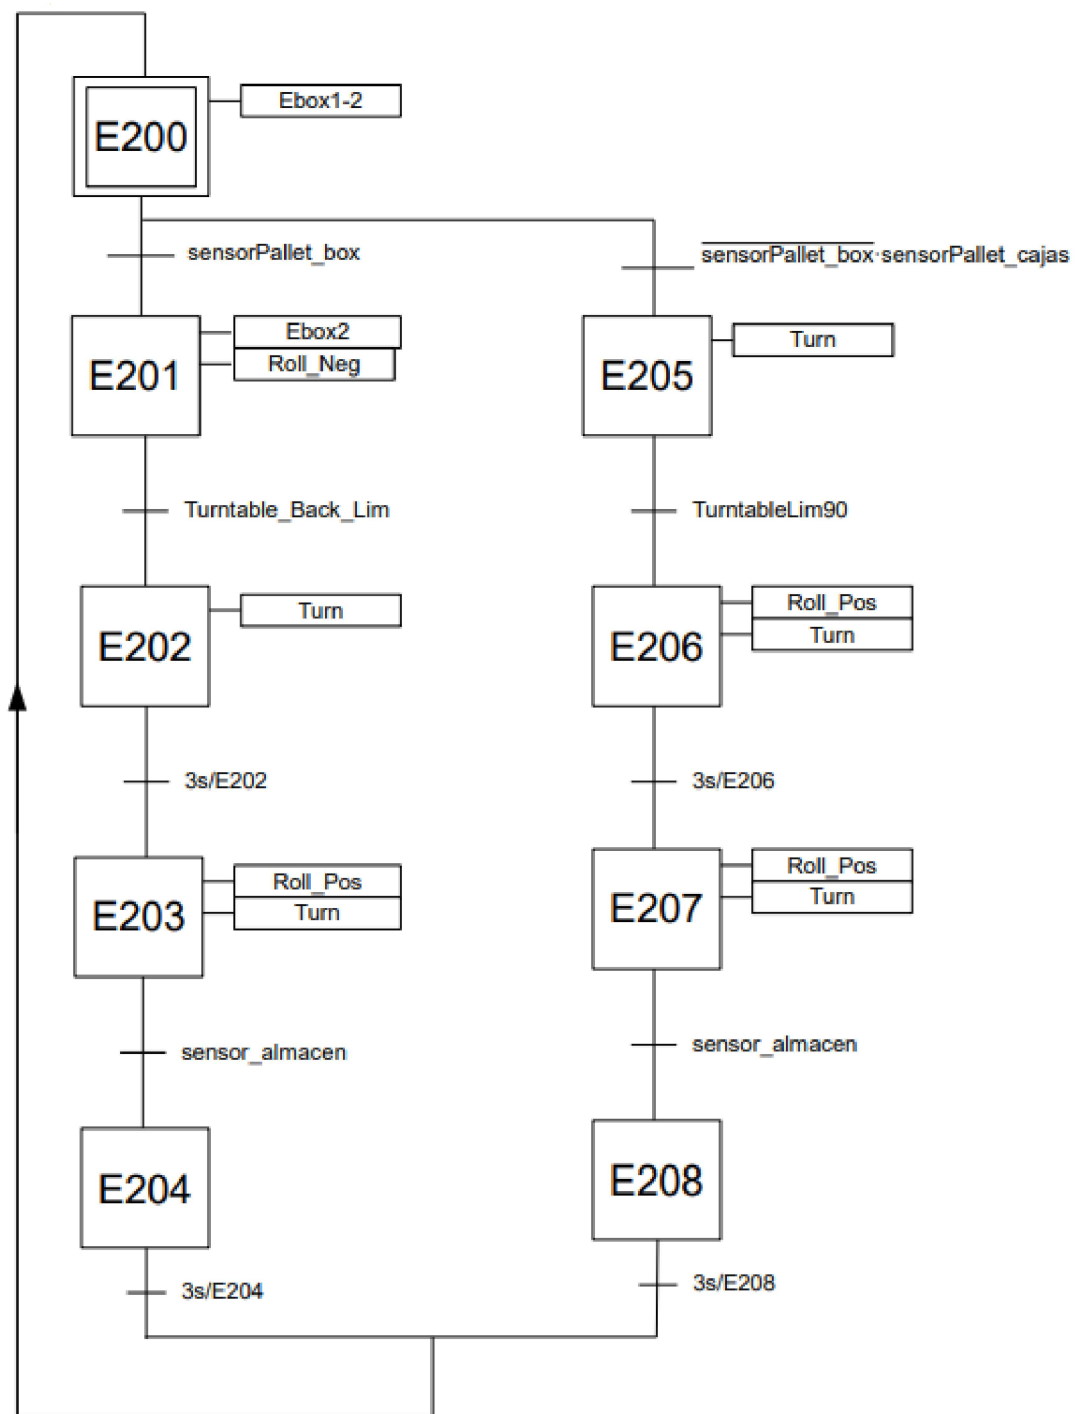 Ebox1-2
E200
sensorPallet_box
sensorPallet_box·sensorPallet_cajas
Ebox2
Roll_Neg
E201
Turn
E205
Turntable_Back_Lim
TurntableLim90
Turn
E202
Roll_Pos
Turn
E206
3s/E202
3s/E206
Roll_Pos
Turn
E203
Roll_Pos
Turn
E207
sensor_almacen
sensor_almacen
E204
E208
3s/E204
3s/E208